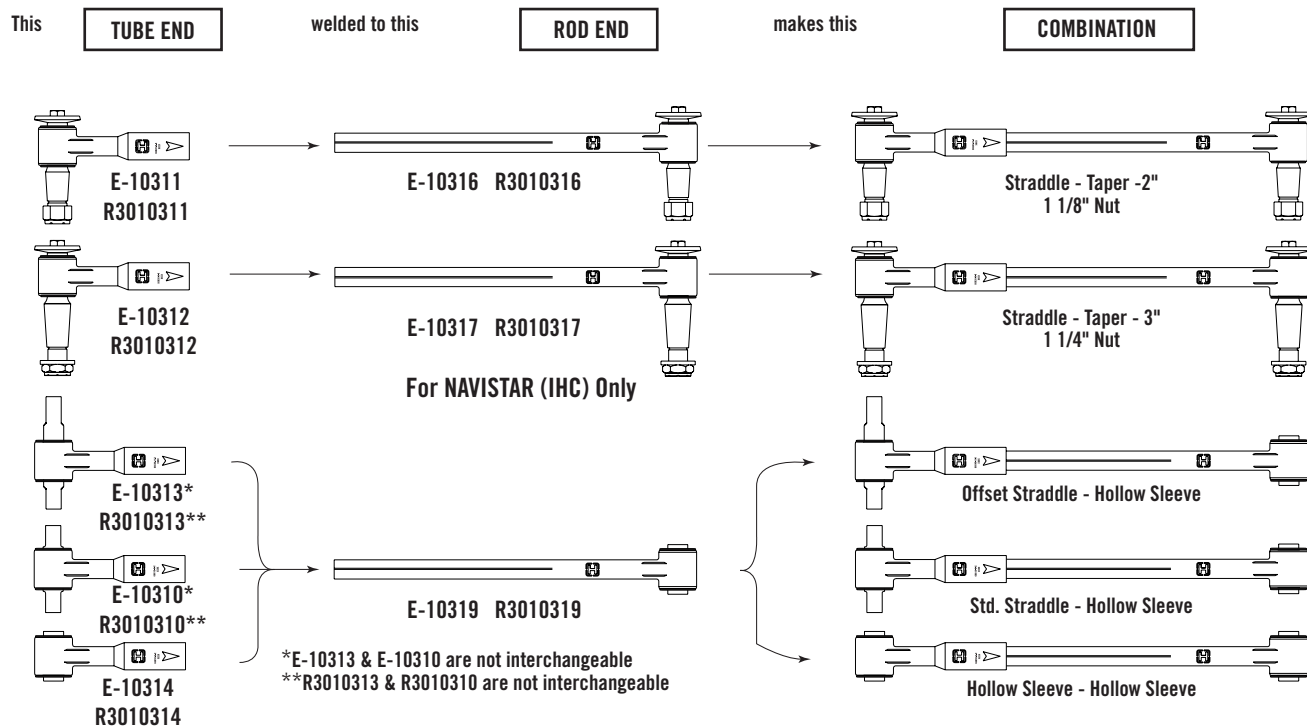 This
TUBE END
welded to this
ROD END
makes this
COMBINATION
E-10311
R3010311
E-10316 R3010316
Straddle - Taper -2"
1 1/8" Nut
E-10312
R3010312
E-10317 R3010317
Straddle - Taper - 3"
1 1/4" Nut
For NAVISTAR (IHC) Only
E-10313*
R3010313**
Offset Straddle - Hollow Sleeve
E-10310*
R3010310**
E-10319 R3010319
Std. Straddle - Hollow Sleeve
E-10314
R3010314
*E-10313 & E-10310 are not interchangeable
**R3010313 & R3010310 are not interchangeable
Hollow Sleeve - Hollow Sleeve